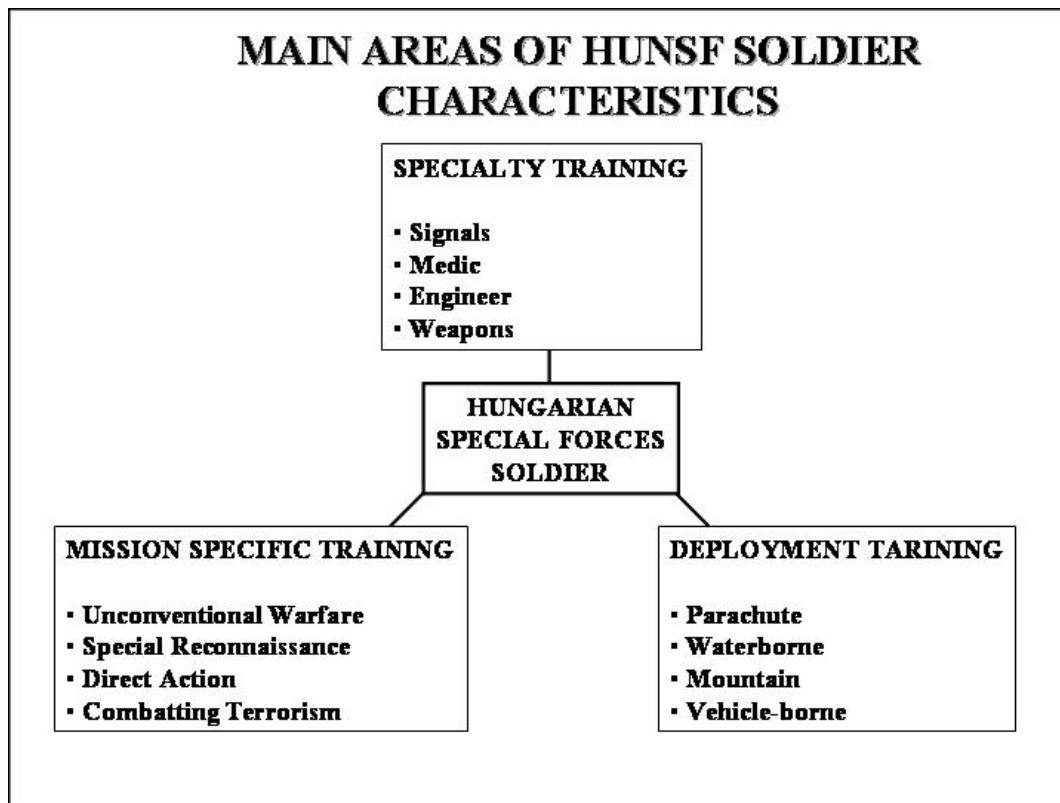 MAIN AREAS OF HUNSF SOLDIER
CHARACTERISTICS
SPECIALTY TRAINING
▪ Signals
▪ Medic
▪ Engineer
▪ Weapons
HUNGARIAN
SPECIAL FORCES
SOLDIER
MISSION SPECIFIC TRAINING
▪ Unconventional Warfare
▪ Special Reconnaissance
▪ Direct Action
▪ Combatting Terrorism
DEPLOYMENT TARINING
▪ Parachute
▪ Waterborne
▪ Mountain
▪ Vehicle-borne